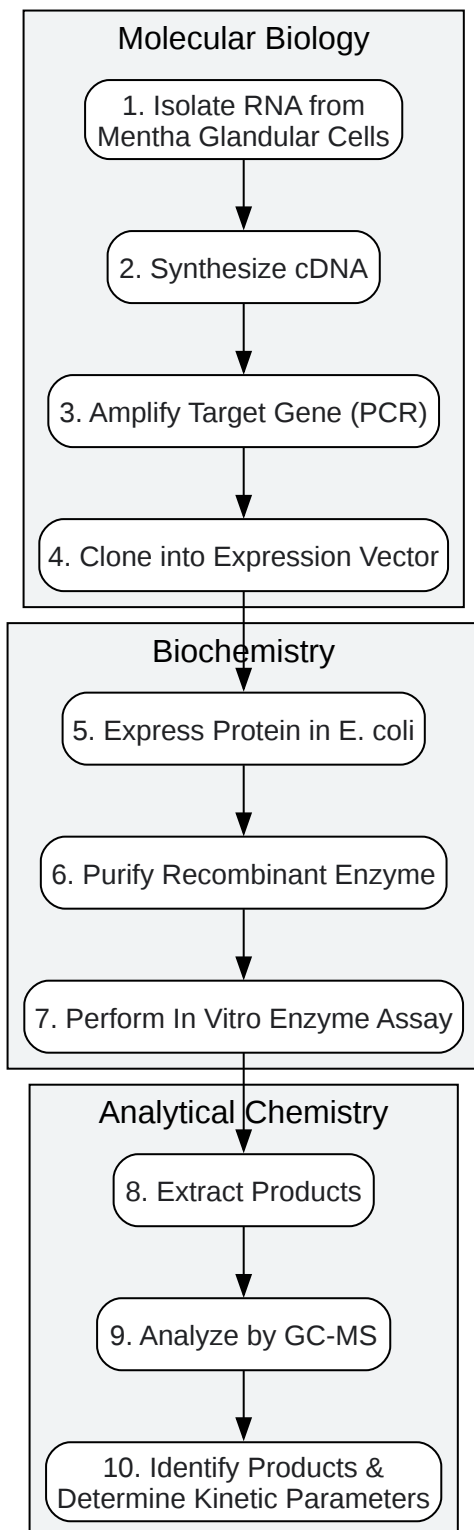 Molecular Biology
1. Isolate RNA from
Mentha Glandular Cells
2. Synthesize cDNA
3. Amplify Target Gene (PCR)
4. Clone into Expression Vector
Biochemistry
5. Express Protein in E. coli
6. Purify Recombinant Enzyme
7. Perform In Vitro Enzyme Assay
Analytical Chemistry
8. Extract Products
9. Analyze by GC-MS
10. Identify Products &
Determine Kinetic Parameters